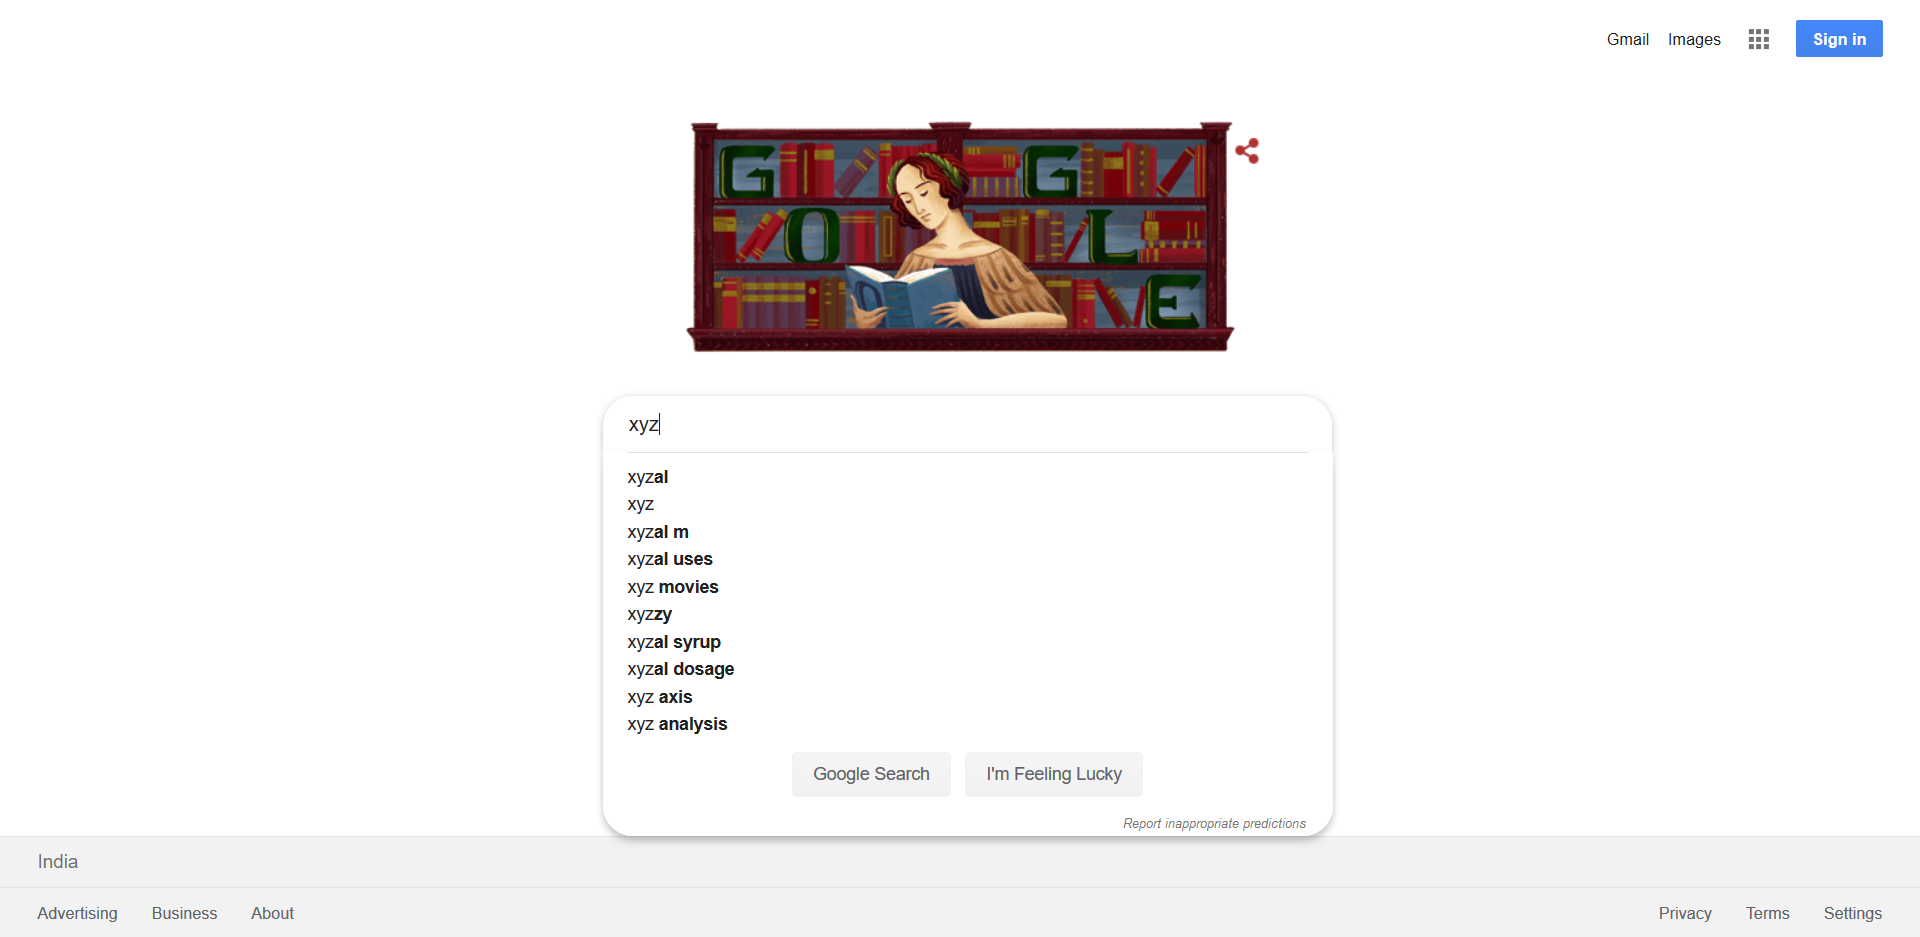 Gmail Images Sign in
G G
O L
E
xyz
xyzal
xyz
xyzal m
xyzal uses
xyz movies
xyzzy
xyzal syrup
xyzal dosage
xyz axis
xyz analysis
Google Search I'm Feeling Lucky
Report inappropriate predictions
India
Advertising Business About Privacy Terms Settings